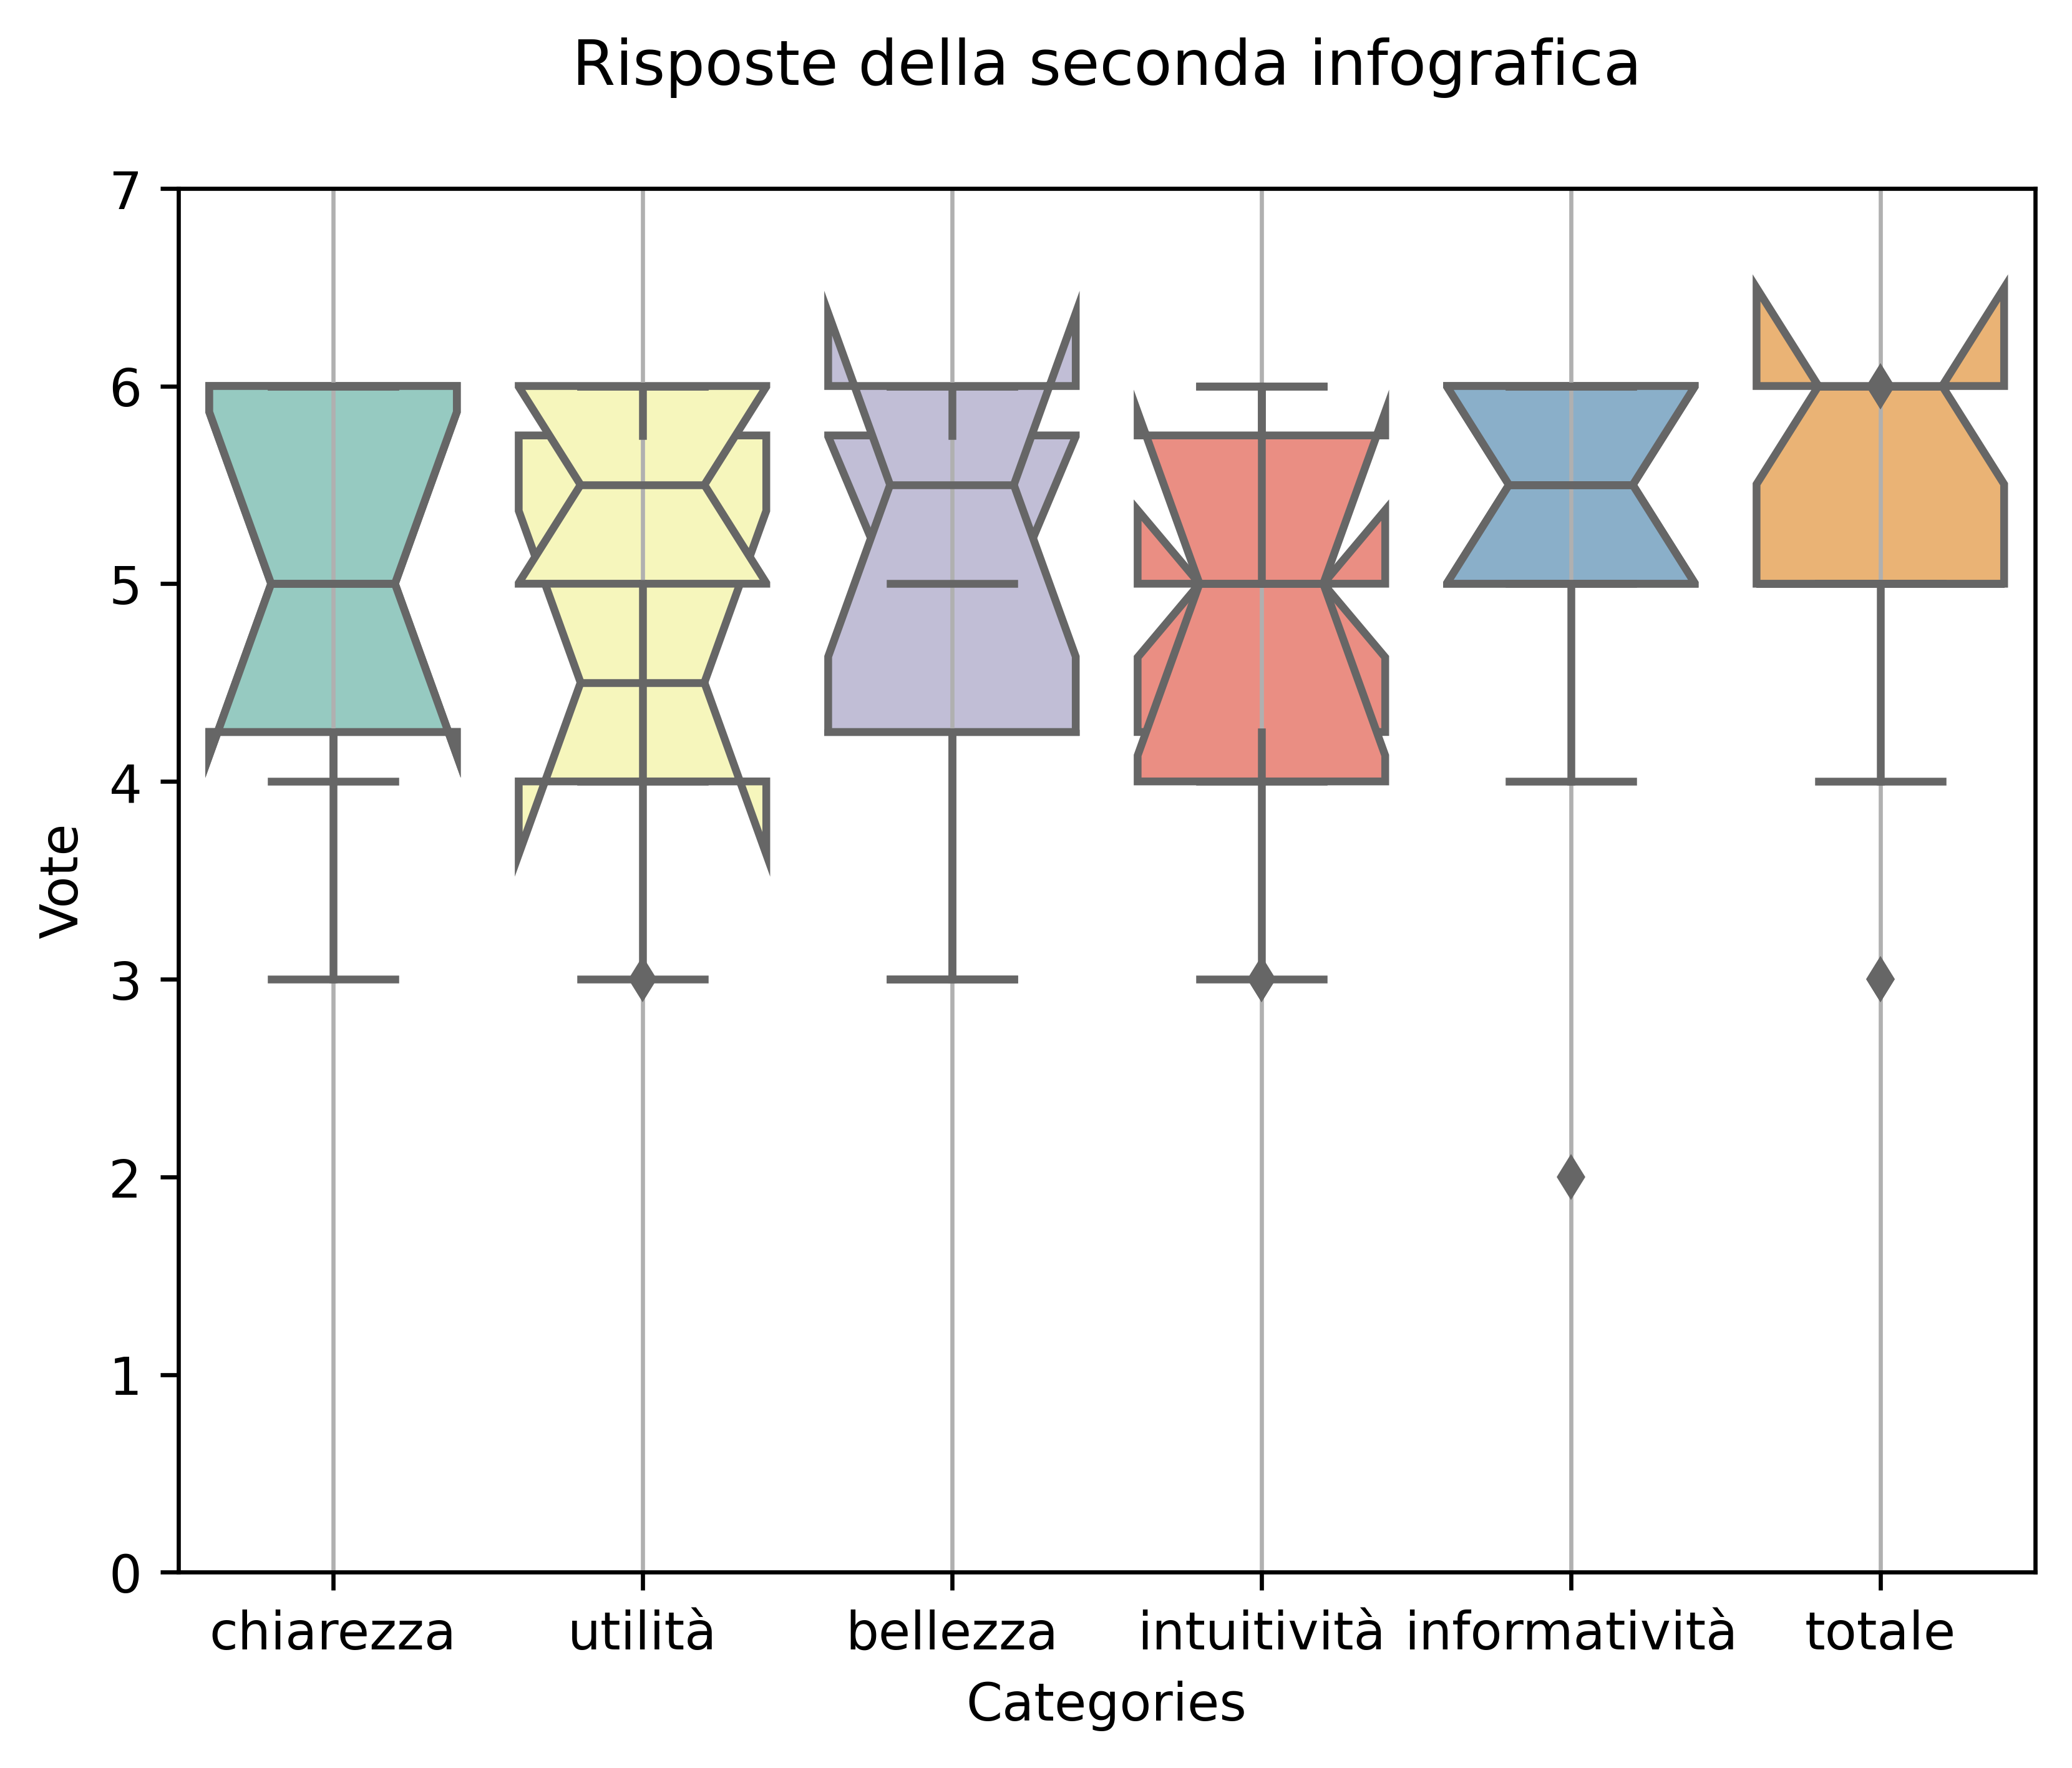 Risposte della seconda infografica
7
6
5
4
3
2
1
0
Vote
chiarezza utilità bellezza intuitività informatività totale
Categories